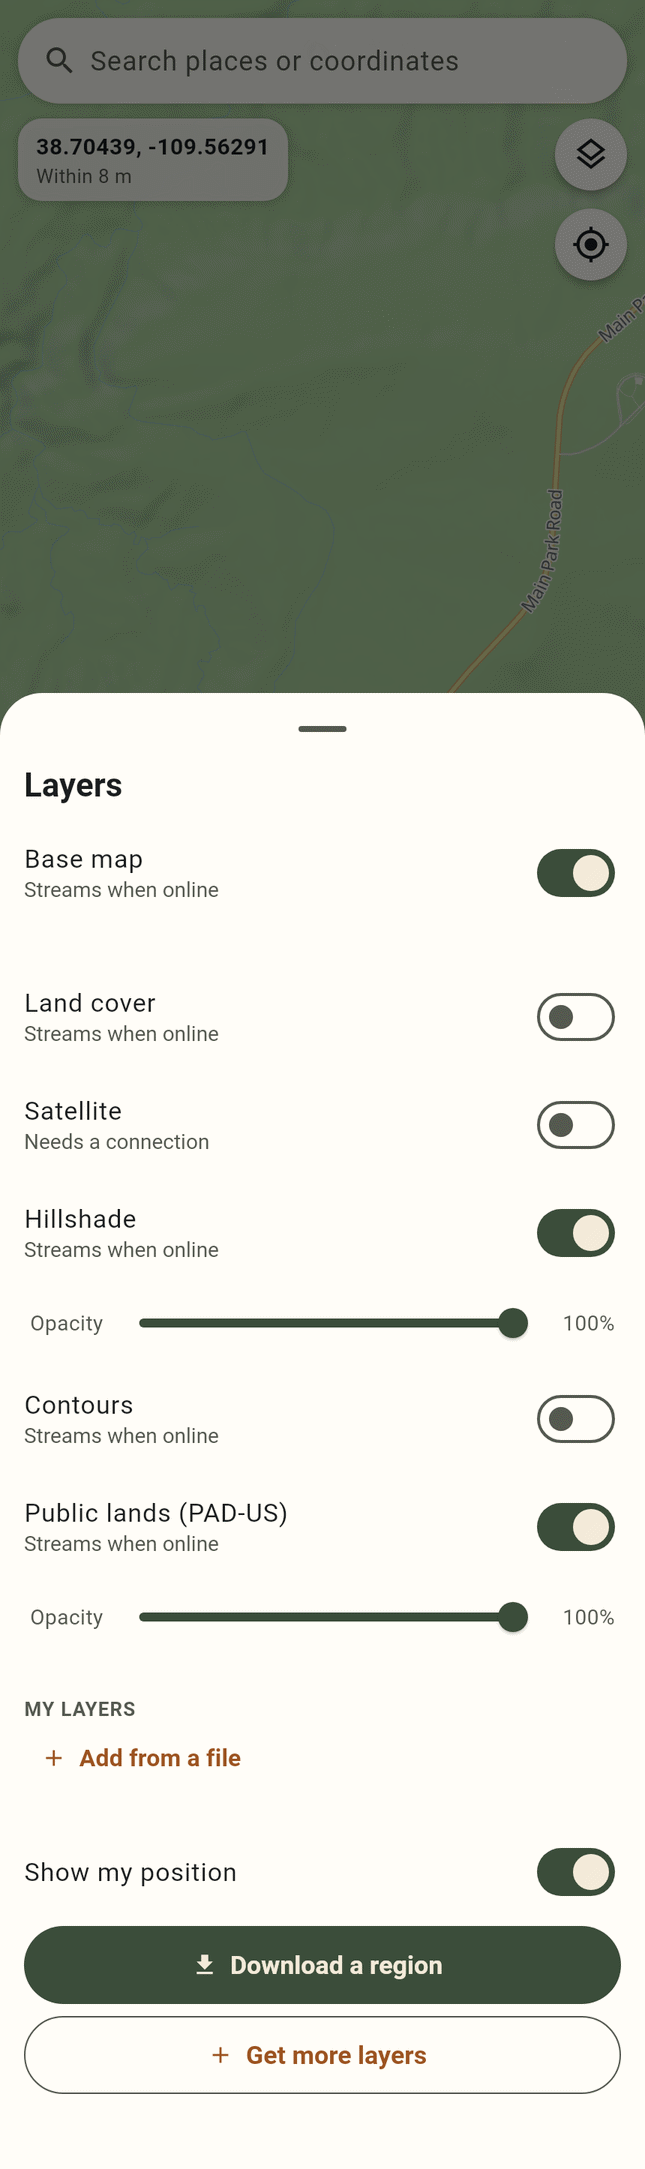 Search places or coordinates
38.70439, -109.56291
Within 8 m
Main Pa
Main Park Road
Layers
Base map
Streams when online
Land cover
Streams when online
Satellite
Needs a connection
Hillshade
Streams when online
Opacity 100%
Contours
Streams when online
Public lands (PAD-US)
Streams when online
Opacity 100%
MY LAYERS
+ Add from a file
Show my position
Download a region
+ Get more layers